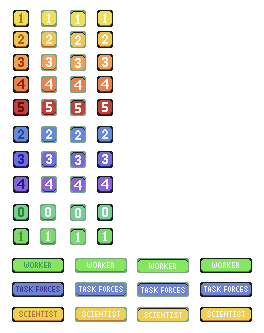 1 1 1 1
2 2 2 2
3 3 3 3
4 4 4 4
5 5 5 5
2 2 2 2
3 3 3 3
4 4 4 4
0 0 0 0
1 1 1 1
WORKER WORKER WORKER WORKER
TASK FORCES TASK FORCES TASK FORCES TASK FORCES
SCIENTIST SCIENTIST SCIENTIST SCIENTIST